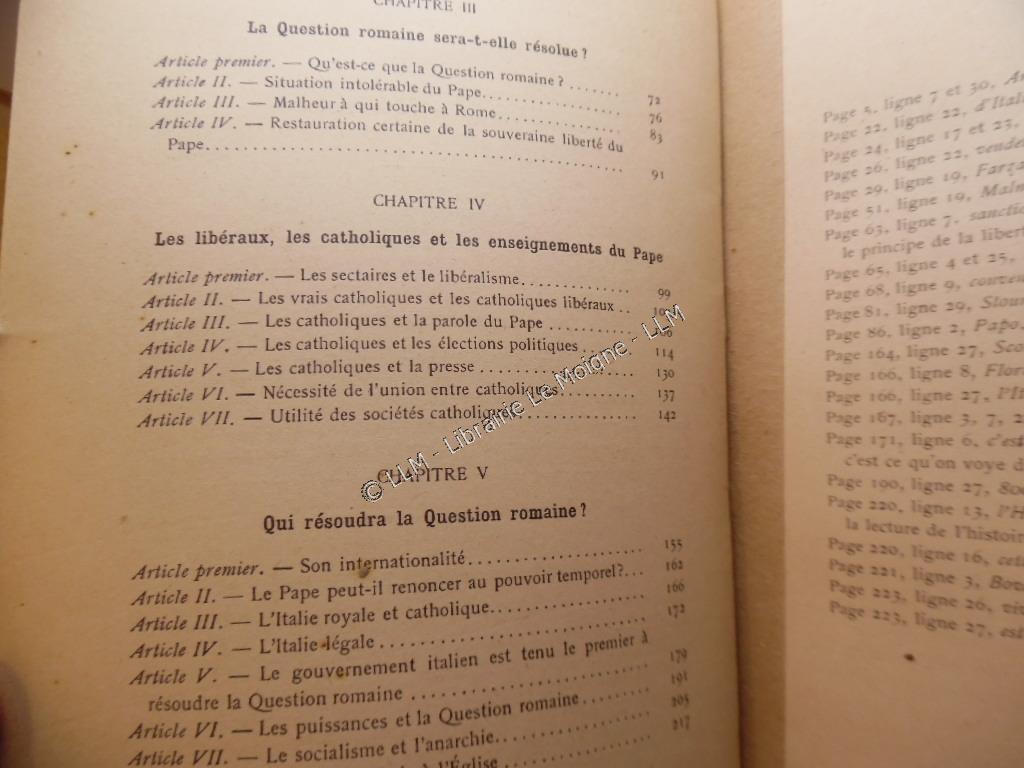 CHAPITRE III
La Question romaine sera-t-elle résolue?
Article premier. — Qu'est-ce que la Question romaine? ....... 72
Article II. — Situation intolérable du Pape.................... 76
Article III. — Malheur à qui touche à Rome................. 83
Article IV. — Restauration certaine de la souveraine liberté du
Pape............................................................ 91
CHAPITRE IV
Les libéraux, les catholiques et les enseignements du Pape
Article premier. — Les sectaires et le libéralisme.............. 99
Article II. — Les vrais catholiques et les catholiques libéraux..
Article III. — Les catholiques et la parole du Pape ..........
Article IV. — Les catholiques et les élections politiques ....... 114
Article V. — Les catholiques et la presse .................... 130
Article VI. — Nécessité de l'union entre catholiques.......... 137
Article VII. — Utilité des sociétés catholiques................ 142
© LLM - Librairie Le Moigne - LLM
CHAPITRE V
Qui résoudra la Question romaine?
Article premier. — Son internationalité...................... 155
Article II. — Le Pape peut-il renoncer au pouvoir temporel?... 162
Article III. — L'Italie royale et catholique.................... 166
Article IV. — L'Italie légale ................................ 172
Article V. — Le gouvernement italien est tenu le premier à
résoudre la Question romaine ............................ 179
Article VI. — Les puissances et la Question romaine......... 191
Article VII. — Le socialisme et l'anarchie.................... 205
à l'Église .................... 217
Page 5, ligne 7 et 30,
Page 22, ligne 22,
Page 24, ligne 17 et 23,
Page 26, ligne 22,
Page 29, ligne 19,
Page 51, ligne 19,
Page 63, ligne 7,
le principe de la
Page 65, ligne 4 et 25,
Page 68, ligne 9,
Page 81, ligne 29,
Page 86, ligne 2, Papo.
Page 164, ligne 27,
Page 166, ligne 8,
Page 166, ligne 27,
Page 167, ligne 3, 7,
Page 171, ligne 6, c'est
c'est ce qu'on voye
Page 190, ligne 27,
Page 220, ligne 13,
la lecture de
Page 220, ligne 16,
Page 221, ligne 3,
Page 223, ligne 26,
Page 223, ligne 27,